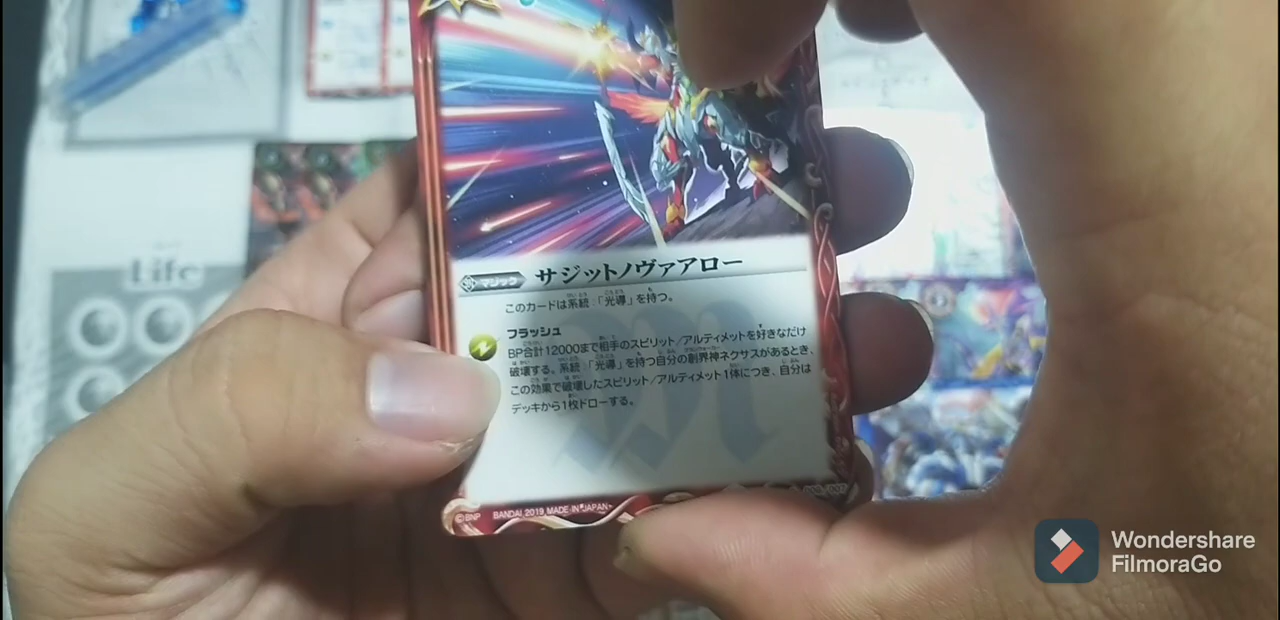 Life
マジック サジットノヴァアロー
このカードは系統:「光導」を持つ。
フラッシュ
BP合計12000まで相手のスピリット/アルティメットを好きなだけ
破壊する。系統:「光導」を持つ自分の創界神ネクサスがあるとき、
この効果で破壊したスピリット/アルティメット1体につき、自分は
デッキから1枚ドローする。
©BNP BANDAI 2019 MADE IN JAPAN
Wondershare
FilmoraGo